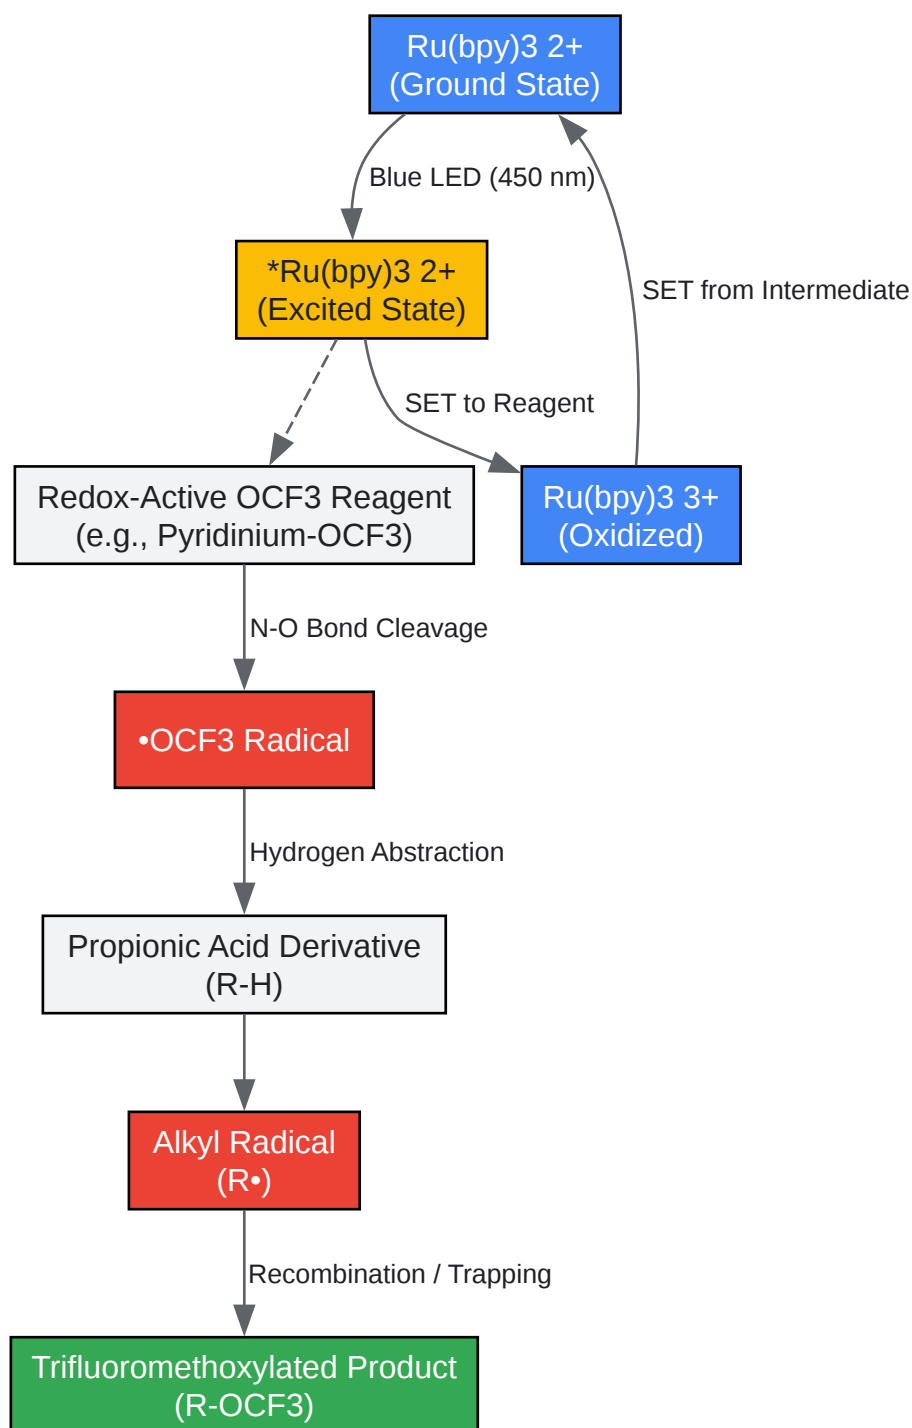 Ru(bpy)3 2+
(Ground State)
Blue LED (450 nm)
*Ru(bpy)3 2+
(Excited State)
SET from Intermediate
SET to Reagent
Redox-Active OCF3 Reagent
(e.g., Pyridinium-OCF3)
Ru(bpy)3 3+
(Oxidized)
N-O Bond Cleavage
•OCF3 Radical
Hydrogen Abstraction
Propionic Acid Derivative
(R-H)
Alkyl Radical
(R•)
Recombination / Trapping
Trifluoromethoxylated Product
(R-OCF3)